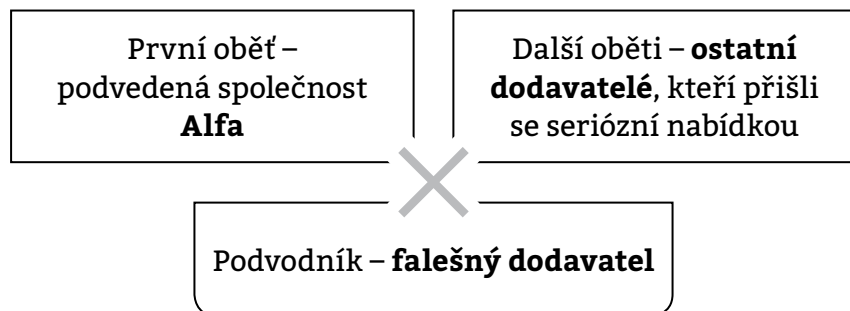 První oběť –
podvedená společnost
Alfa
Další oběti – ostatní
dodavatelé, kteří přišli
se seriózní nabídkou
Podvodník – falešný dodavatel